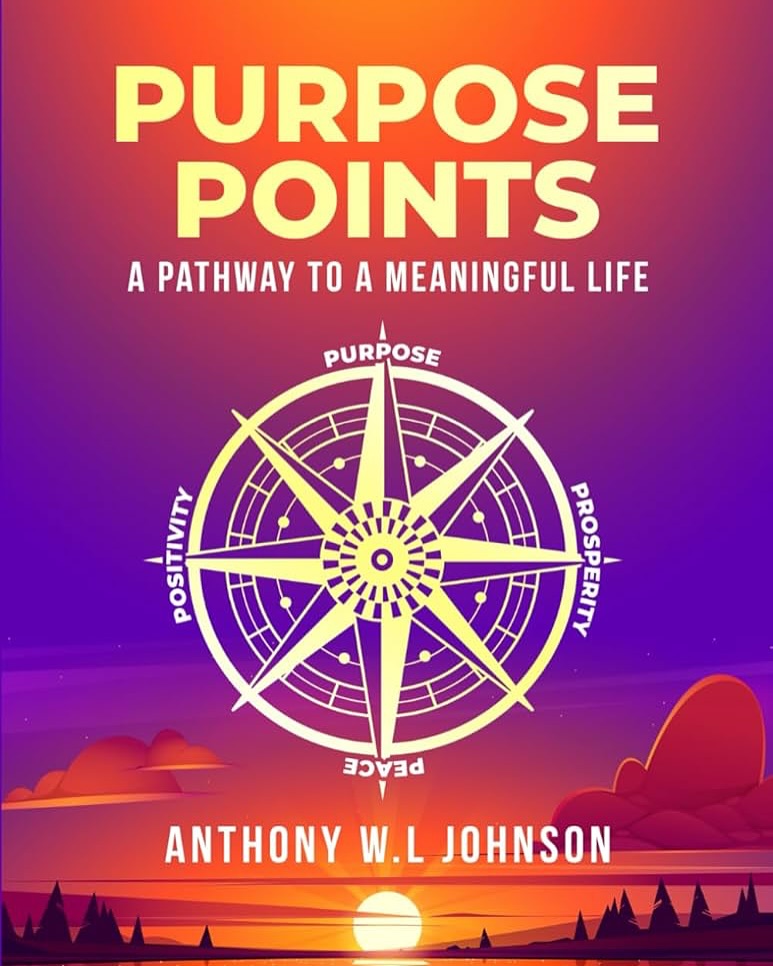 PURPOSE
POINTS
A PATHWAY TO A MEANINGFUL LIFE
PURPOSE
POSITIVITY
PROSPERITY
PEACE
ANTHONY W.L JOHNSON